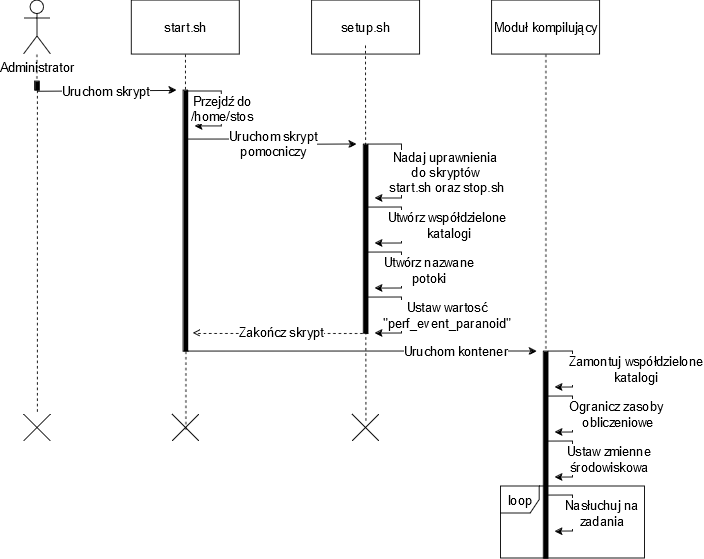 start.sh
setup.sh
Moduł kompilujący
Administrator
Uruchom skrypt
Przejdź do
/home/stos
Uruchom skrypt
pomocniczy
Nadaj uprawnienia
do skryptów
start.sh oraz stop.sh
Utwórz współdzielone
katalogi
Utwórz nazwane
potoki
Ustaw wartość
"perf_event_paranoid"
Zakończ skrypt
Uruchom kontener
Zamontuj współdzielone
katalogi
Ogranicz zasoby
obliczeniowe
Ustaw zmienne
środowiskowa
loop
Nasłuchuj na
zadania